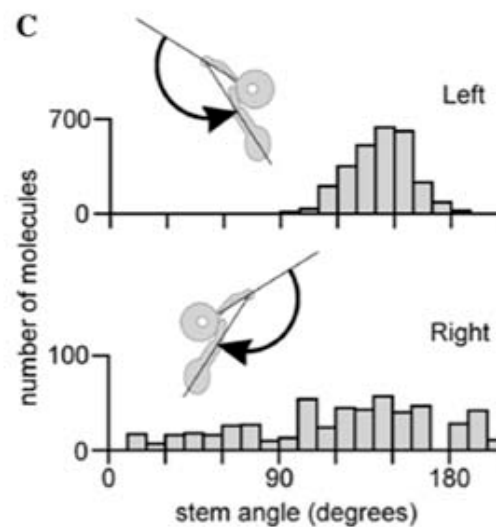 C
Left
700
0
number of molecules
Right
100
0
0 90 180
stem angle (degrees)